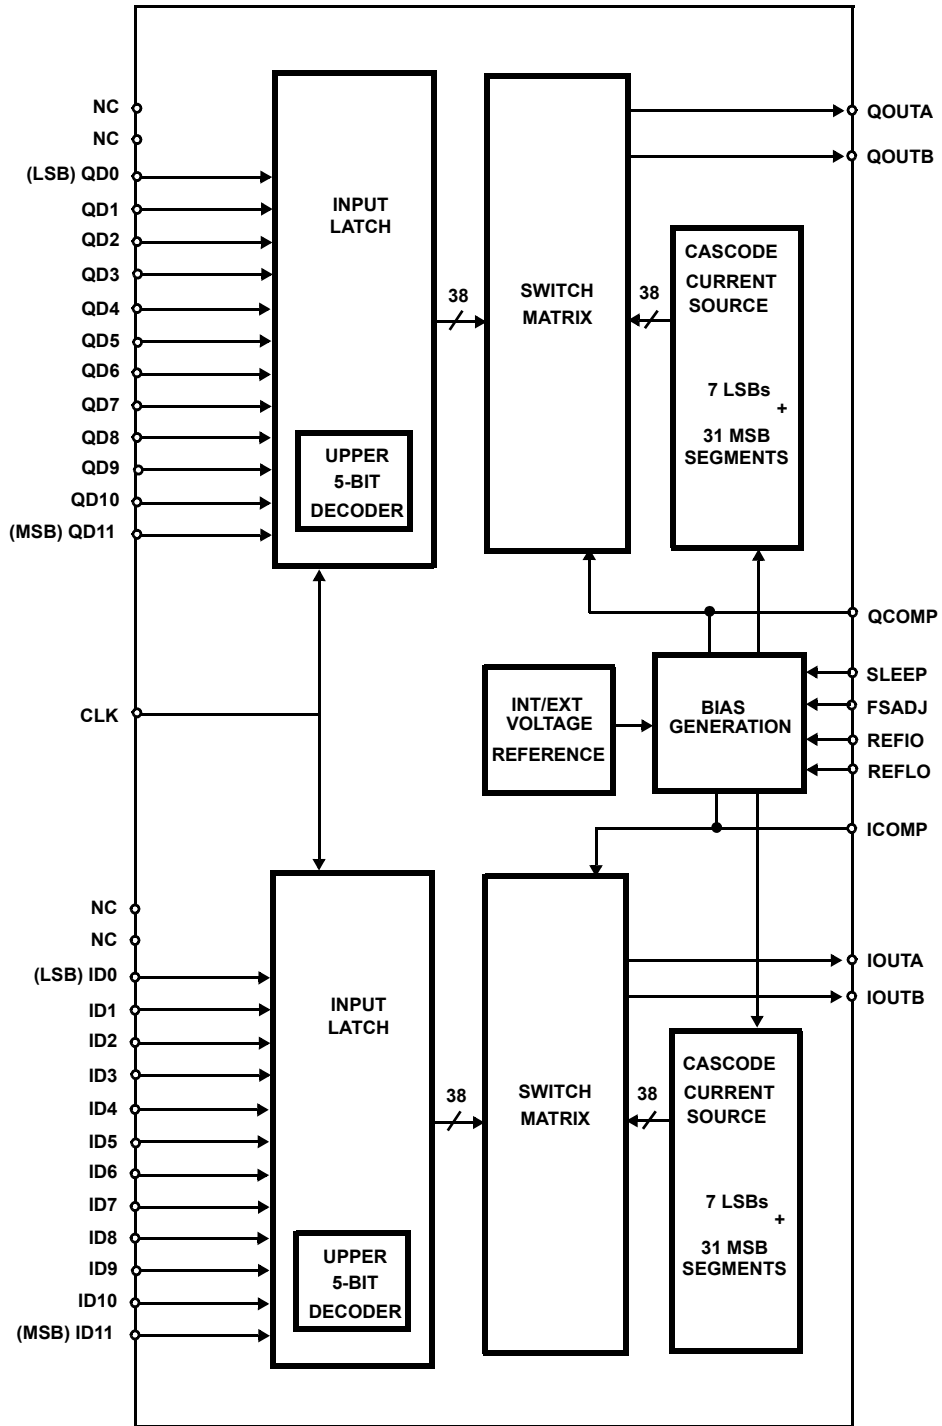 NC
NC
(LSB) QD0
QD1
QD2
QD3
QD4
QD5
QD6
QD7
QD8
QD9
QD10
(MSB) QD11
INPUT
LATCH
UPPER
5-BIT
DECODER
38
SWITCH
MATRIX
38
CASCODE
CURRENT
SOURCE
7 LSBs
+
31 MSB
SEGMENTS
QOUTA
QOUTB
QCOMP
CLK
INT/EXT
VOLTAGE
REFERENCE
BIAS
GENERATION
SLEEP
FSADJ
REFIO
REFLO
ICOMP
NC
NC
(LSB) ID0
ID1
ID2
ID3
ID4
ID5
ID6
ID7
ID8
ID9
ID10
(MSB) ID11
INPUT
LATCH
UPPER
5-BIT
DECODER
38
SWITCH
MATRIX
38
IOUTA
IOUTB
CASCODE
CURRENT
SOURCE
7 LSBs
+
31 MSB
SEGMENTS